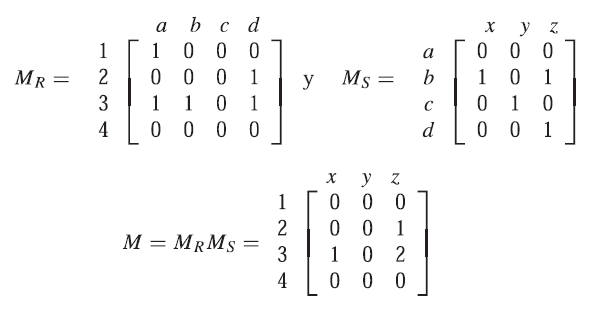 a b c d x y z
1 1 0 0 0 a 0 0 0
M_R = 2 0 0 0 1 y M_S = b 1 0 1
3 1 1 0 1 c 0 1 0
4 0 0 0 0 d 0 0 1
x y z
1 0 0 0
2 0 0 1
M = M_R M_S =
3 1 0 2
4 0 0 0